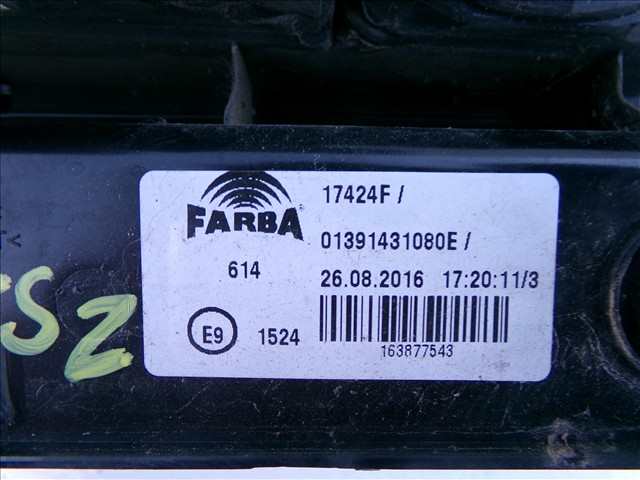 FARBA
17424F /
01391431080E /
614
26.08.2016 17:20:11/3
E9
1524
163877543
SZ